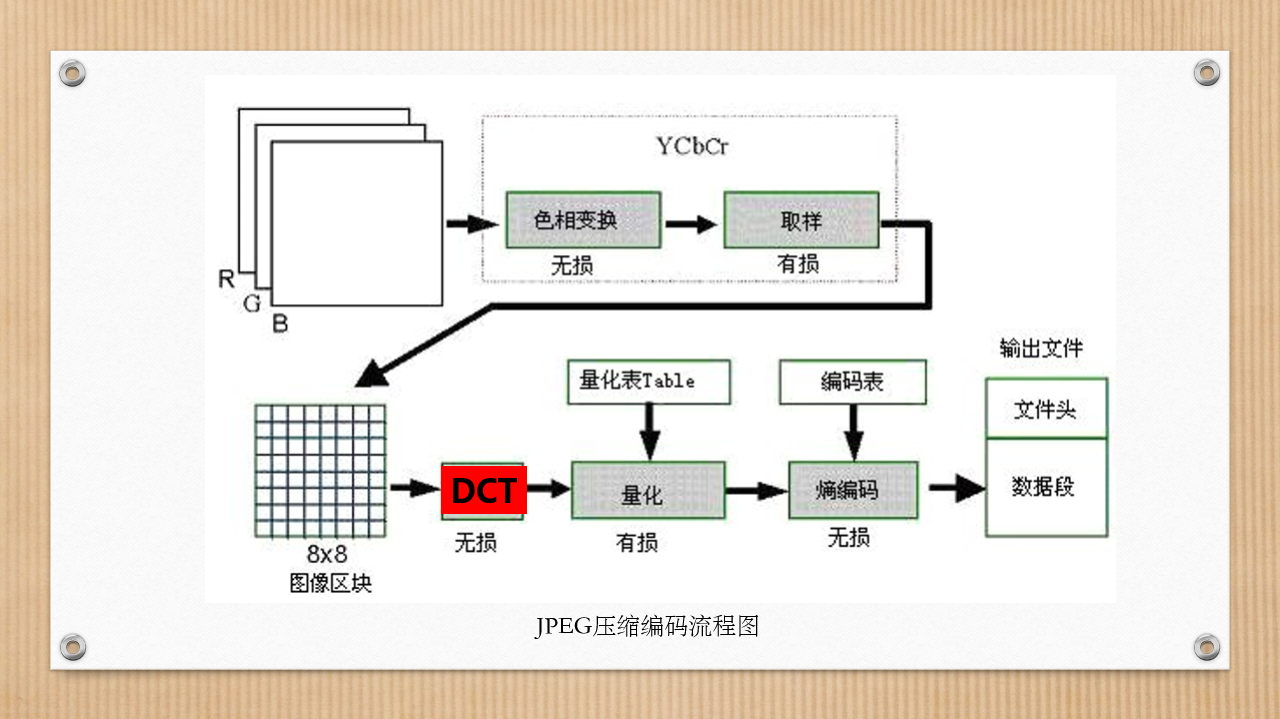 YCbCr
色相变换
取样
无损
有损
R
G
B
输出文件
量化表Table
编码表
文件头
DCT
量化
熵编码
数据段
无损
有损
无损
8x8
图像区块
JPEG压缩编码流程图